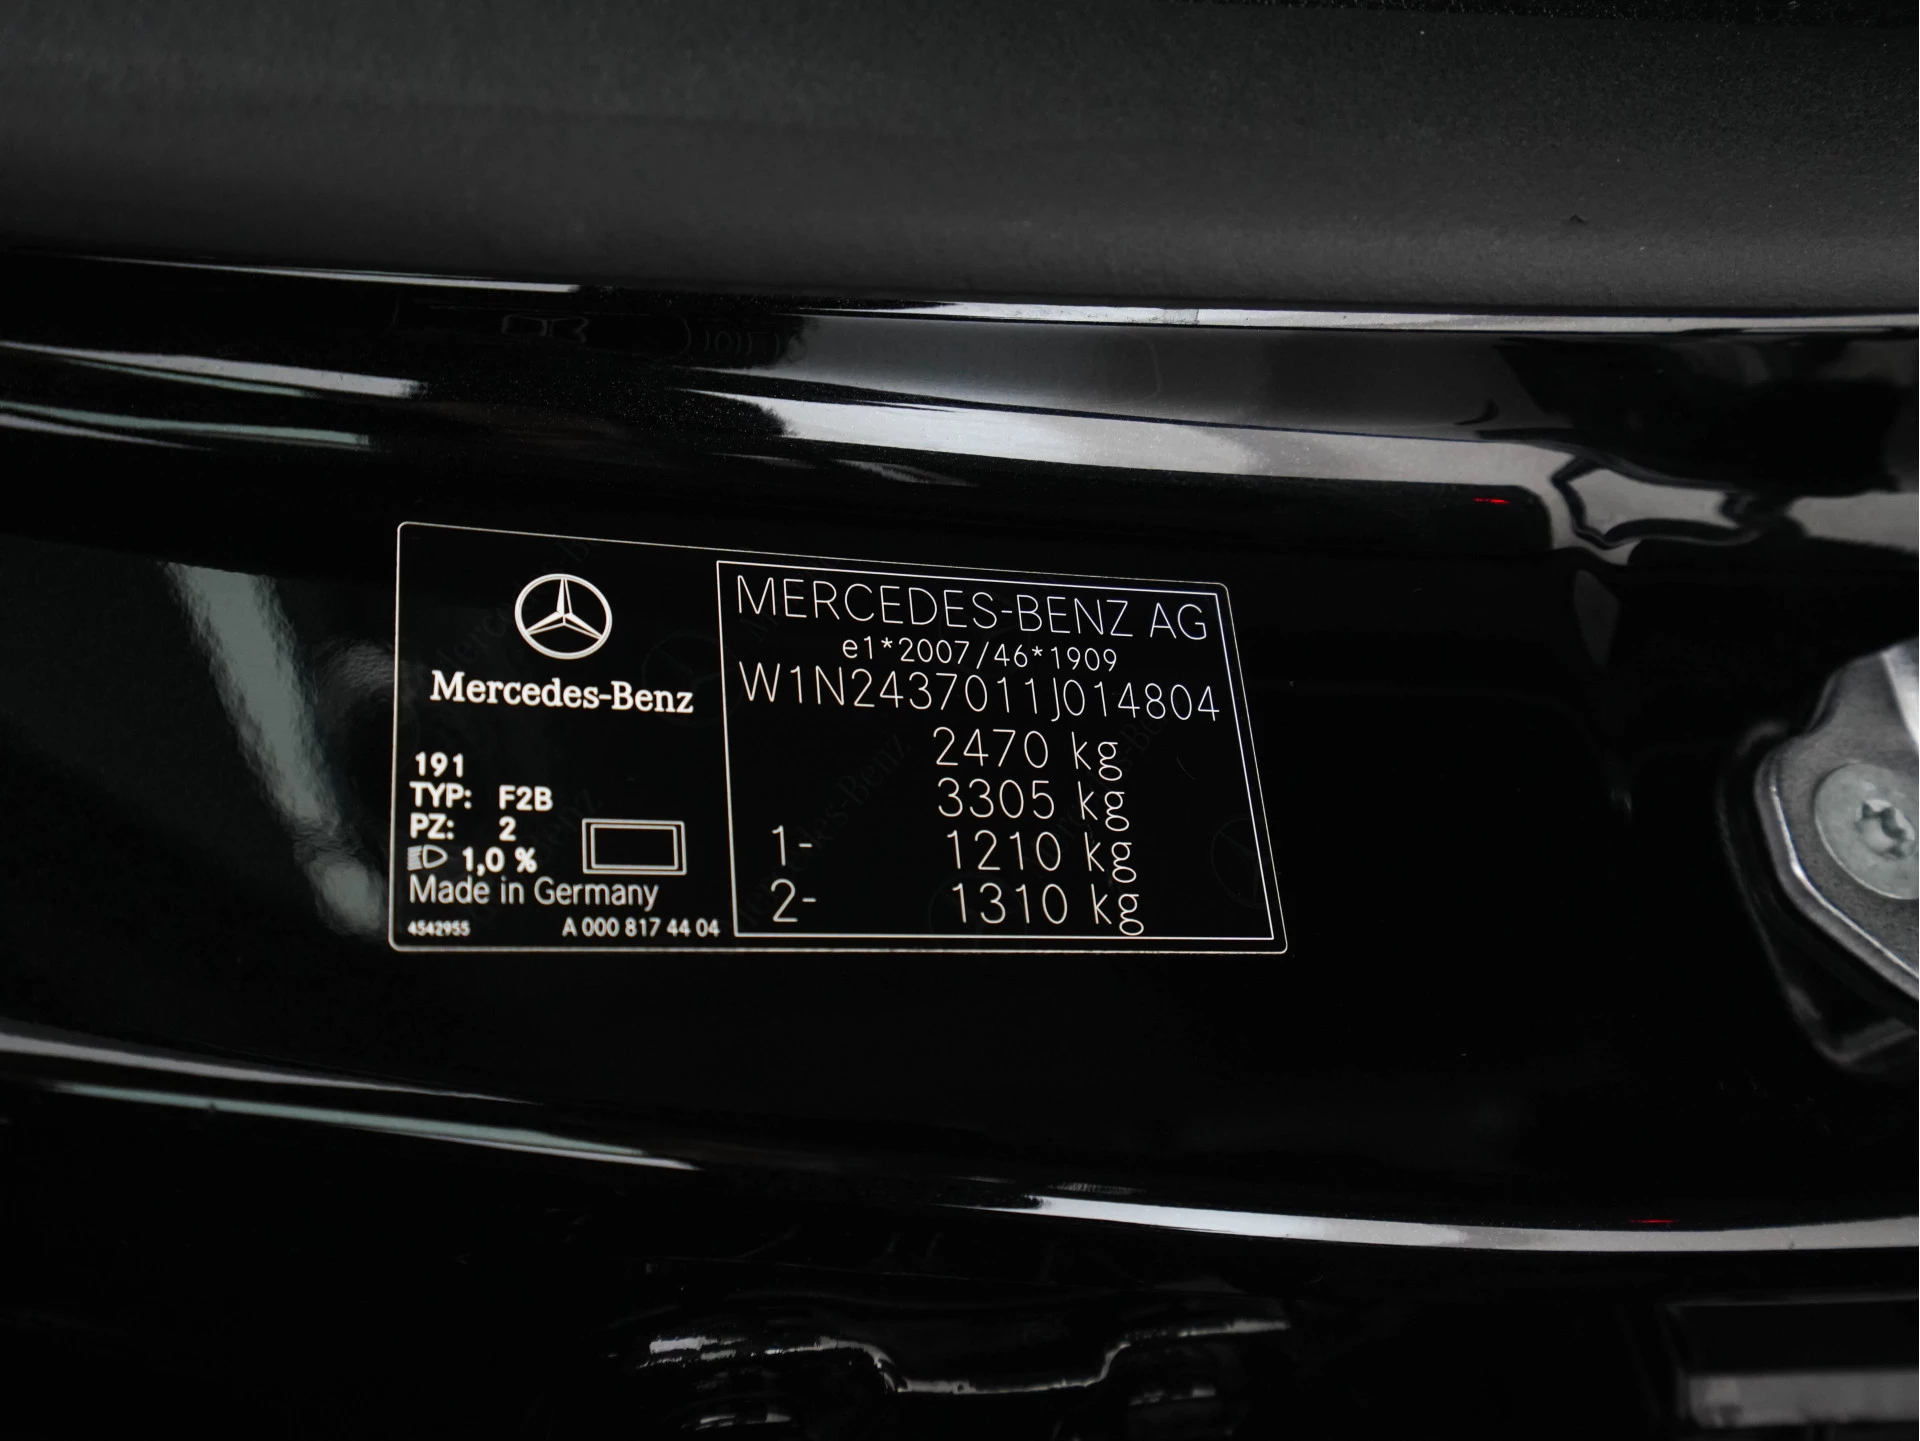 Mercedes-Benz
191
TYP: F2B
PZ: 2
1,0 %
Made in Germany
4542955 A 000 817 44 04
MERCEDES-BENZ AG
e1*2007/46*1909
W1N2437011J014804
2470 kg
3305 kg
1- 1210 kg
2- 1310 kg